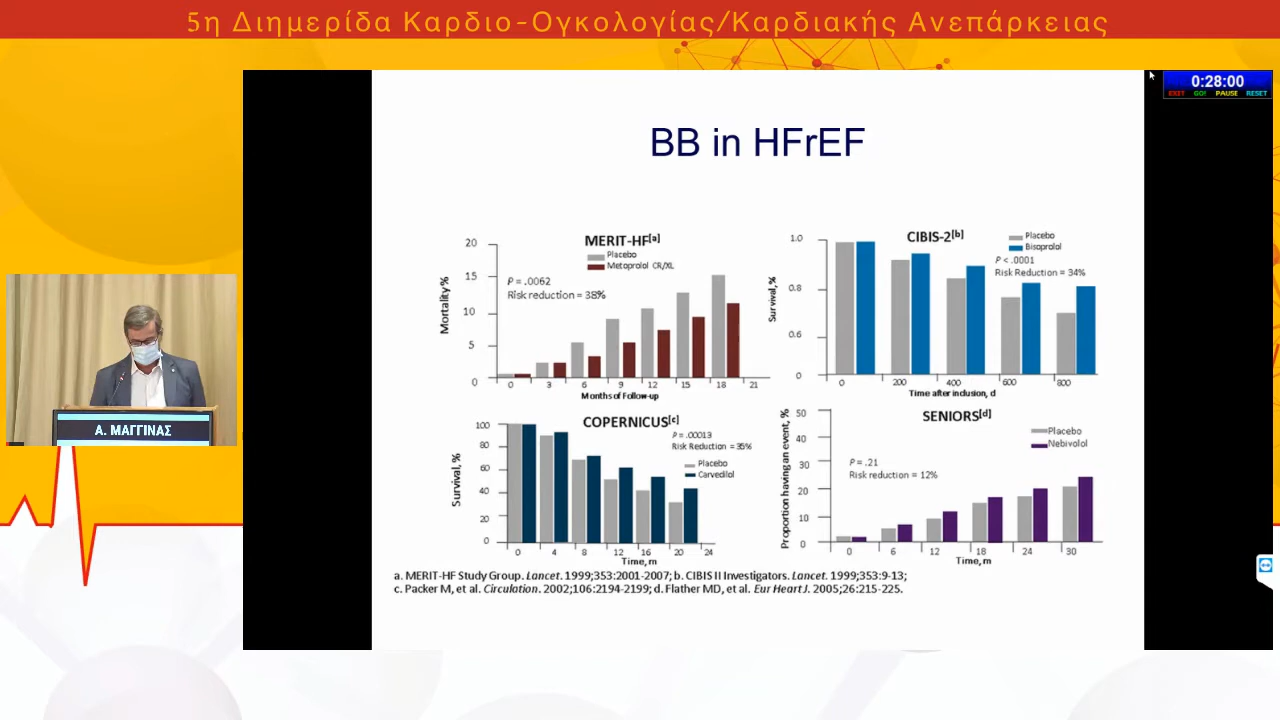 5η Διημερίδα Καρδιο-Ογκολογίας/Καρδιακής Ανεπάρκειας
0:28:00
EXIT GO! PAUSE RESET
BB in HFrEF
MERIT-HF[a]
Placebo
Metoprolol CR/XL
P = .0062
Risk reduction = 38%
Mortality %
20
15
10
5
0
0 3 6 9 12 15 18 21
Months of Follow-up
CIBIS-2[b]
Placebo
Bisoprolol
P < .0001
Risk Reduction = 34%
Survival, %
1.0
0.8
0.6
0
0 200 400 600 800
Time after inclusion, d
COPERNICUS[c]
P = .00013
Risk Reduction = 35%
Placebo
Carvedilol
Survival, %
100
80
60
40
20
0
0 4 8 12 16 20 24
Time, m
SENIORS[d]
Placebo
Nebivolol
P = .21
Risk reduction = 12%
Proportion having an event, %
50
40
30
20
10
0
0 6 12 18 24 30
Time, m
a. MERIT-HF Study Group. Lancet. 1999;353:2001-2007; b. CIBIS II Investigators. Lancet. 1999;353:9-13;
c. Packer M, et al. Circulation. 2002;106:2194-2199; d. Flather MD, et al. Eur Heart J. 2005;26:215-225.
Α. ΜΑΓΓΙΝΑΣ